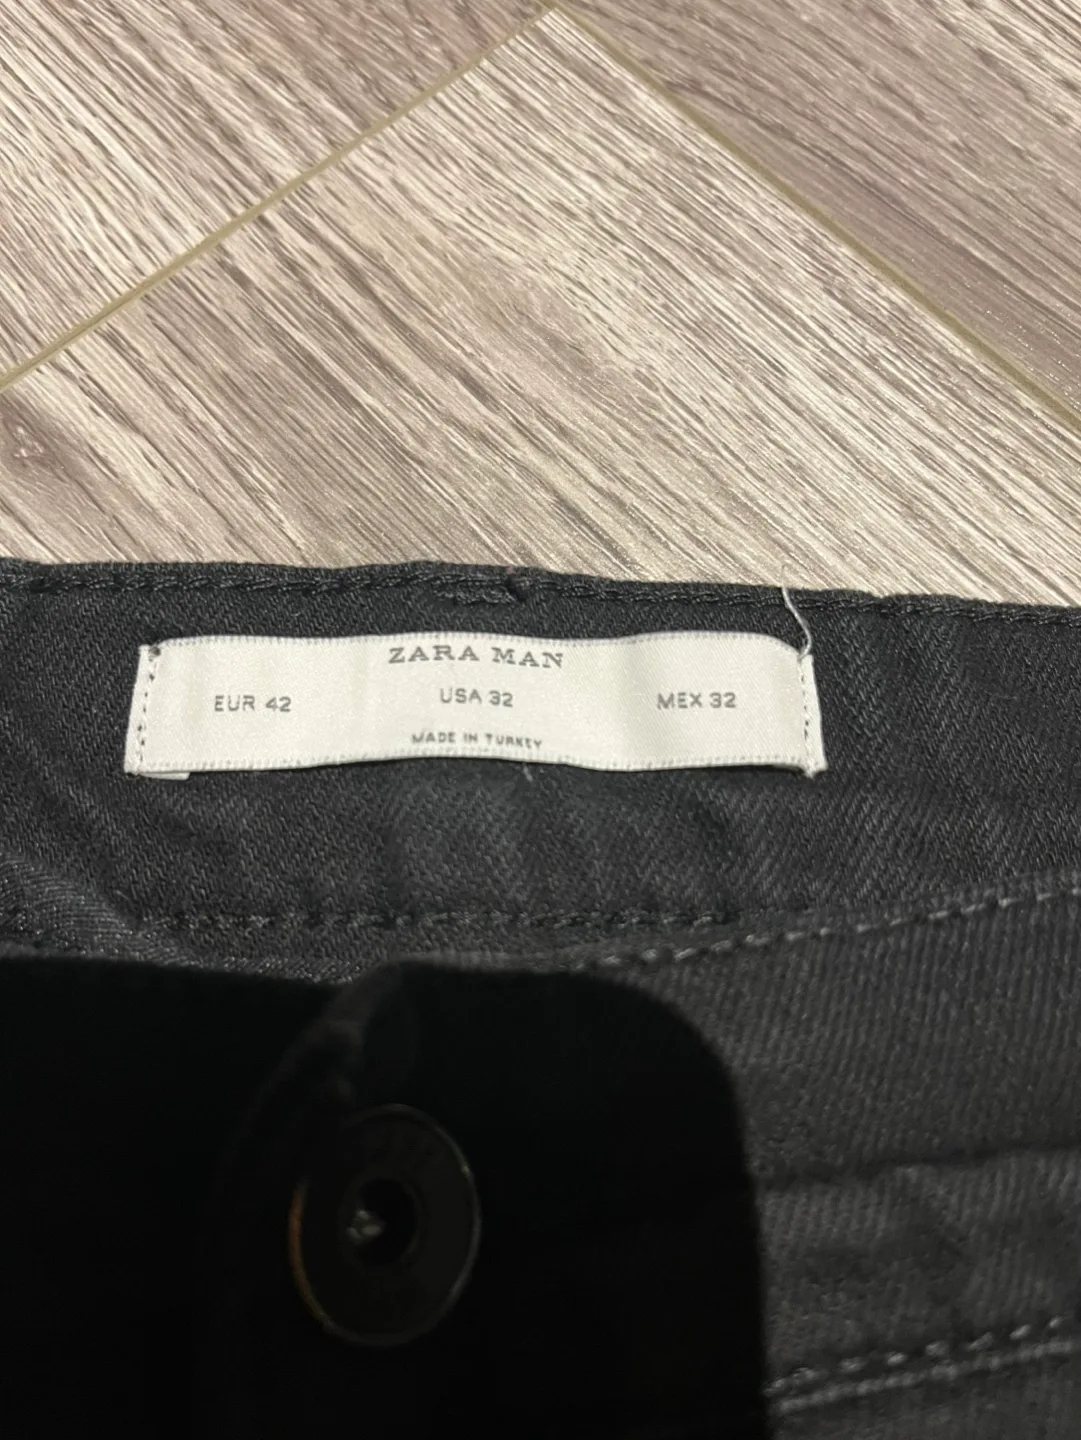 ZARA MAN
EUR 42 USA 32 MEX 32
MADE IN TURKEY